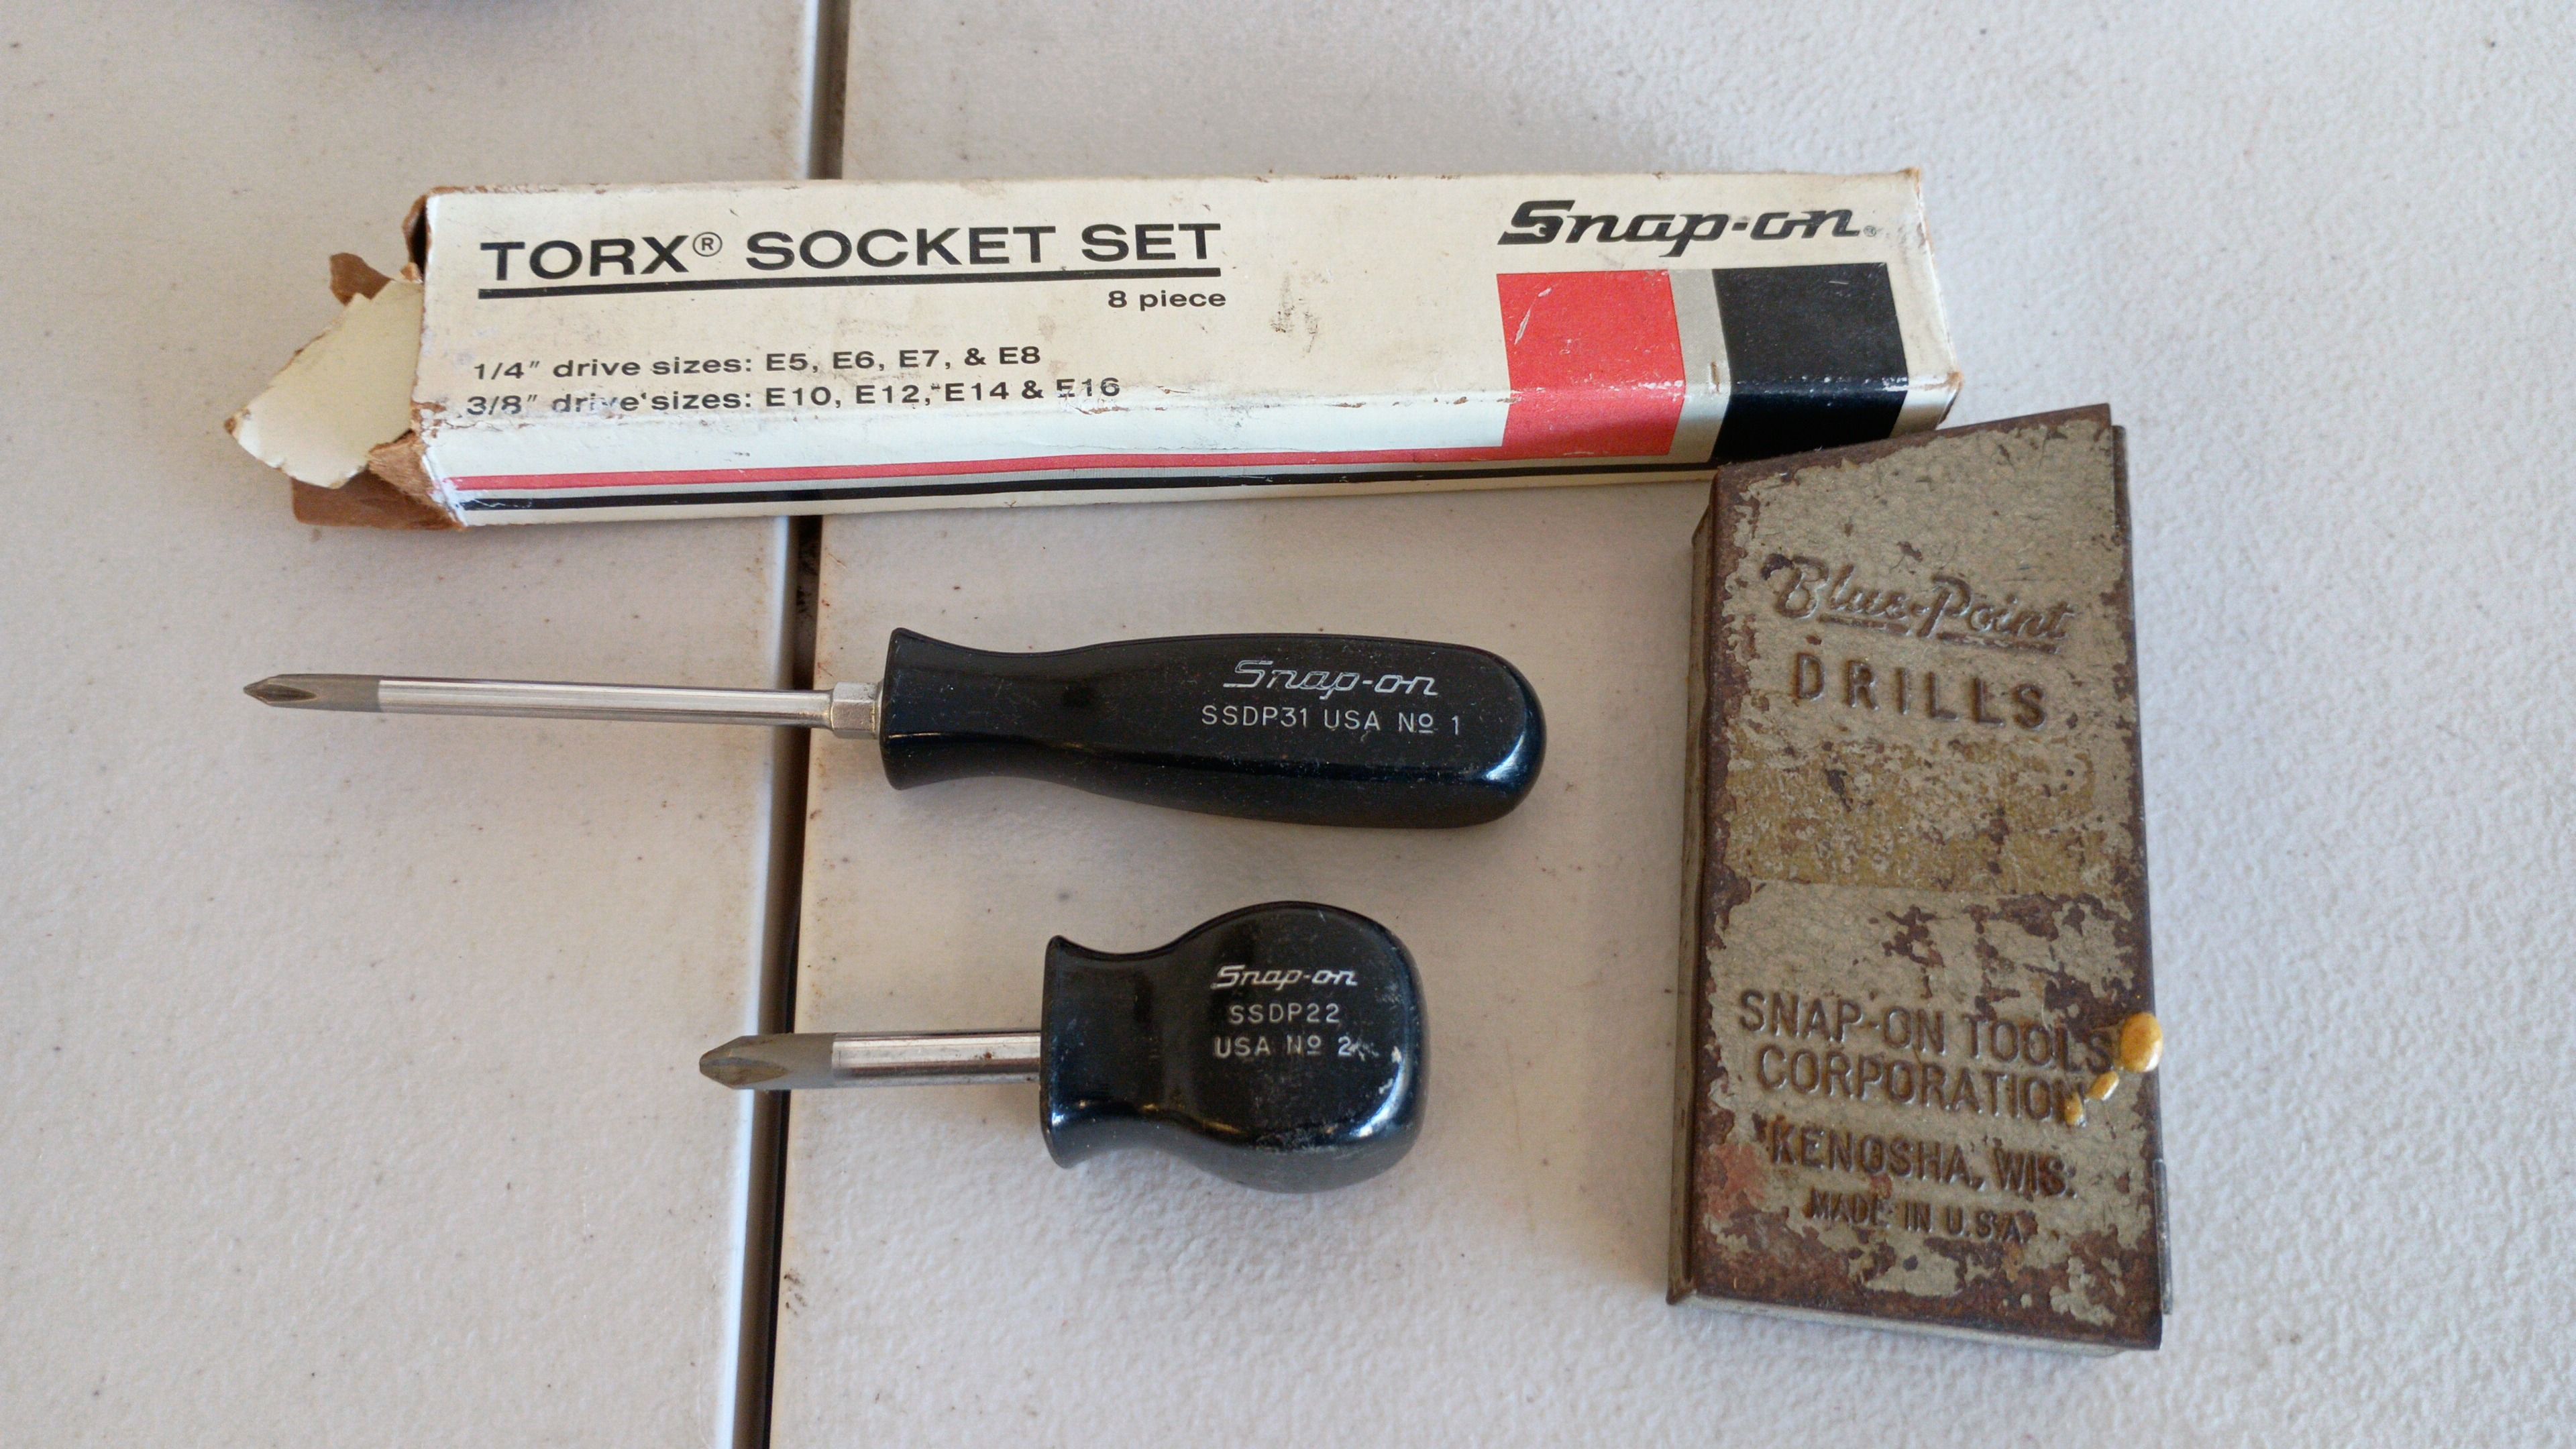 TORX® SOCKET SET
8 piece
1/4" drive sizes: E5, E6, E7, & E8
3/8" drive sizes: E10, E12, E14 & E16
Snap-on®
Snap-on
SSDP31 USA Nº 1
Snap-on
SSDP22
USA Nº 2
Blue-Point
DRILLS
SNAP-ON TOOLS
CORPORATION
KENOSHA, WIS.
MADE IN U.S.A.